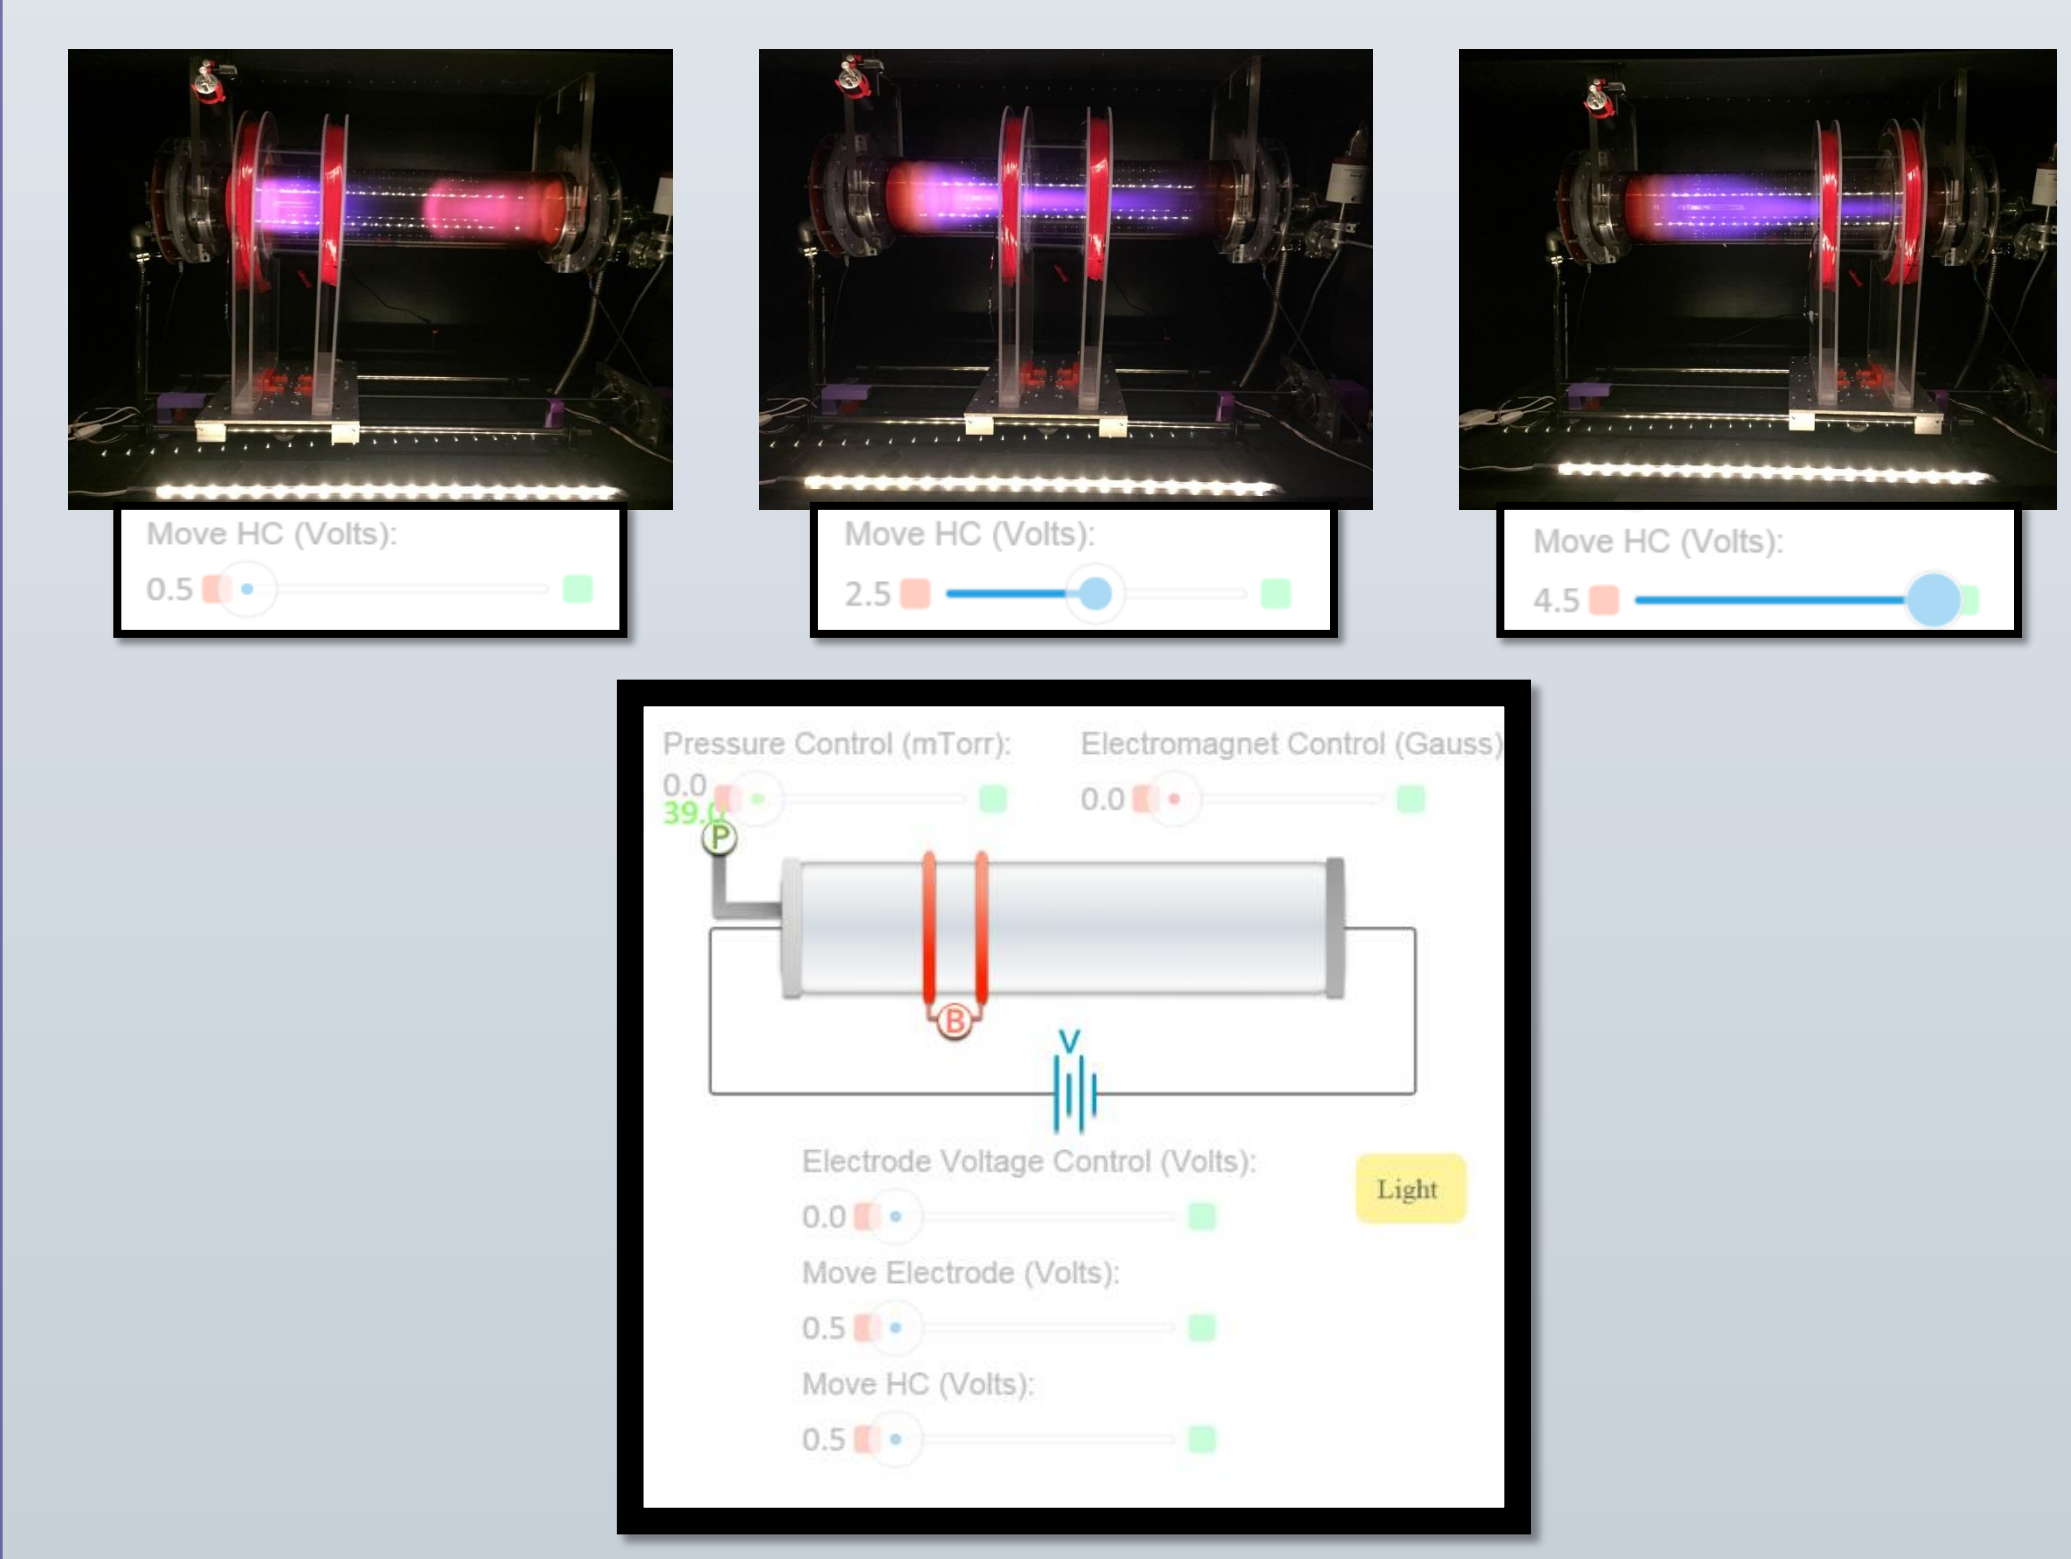 Move HC (Volts):
0.5
Move HC (Volts):
2.5
Move HC (Volts):
4.5
Pressure Control (mTorr):
0.0
39.0
P
Electromagnet Control (Gauss)
0.0
B
V
Electrode Voltage Control (Volts):
0.0
Light
Move Electrode (Volts):
0.5
Move HC (Volts):
0.5